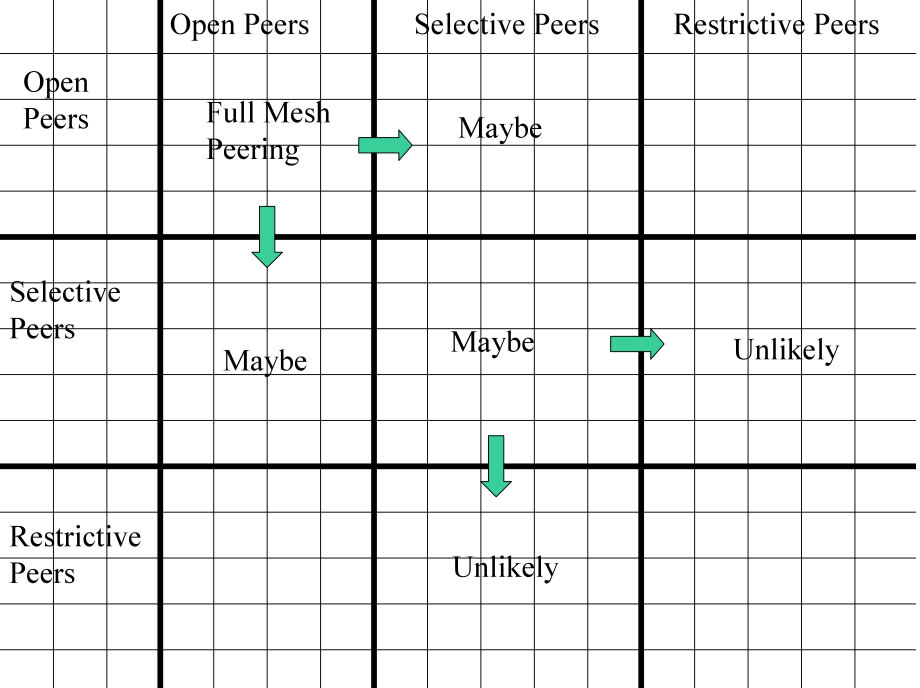 Open Peers
Selective Peers
Restrictive Peers
Open
Peers
Full Mesh
Peering
Maybe
Selective
Peers
Maybe
Maybe
Unlikely
Restrictive
Peers
Unlikely